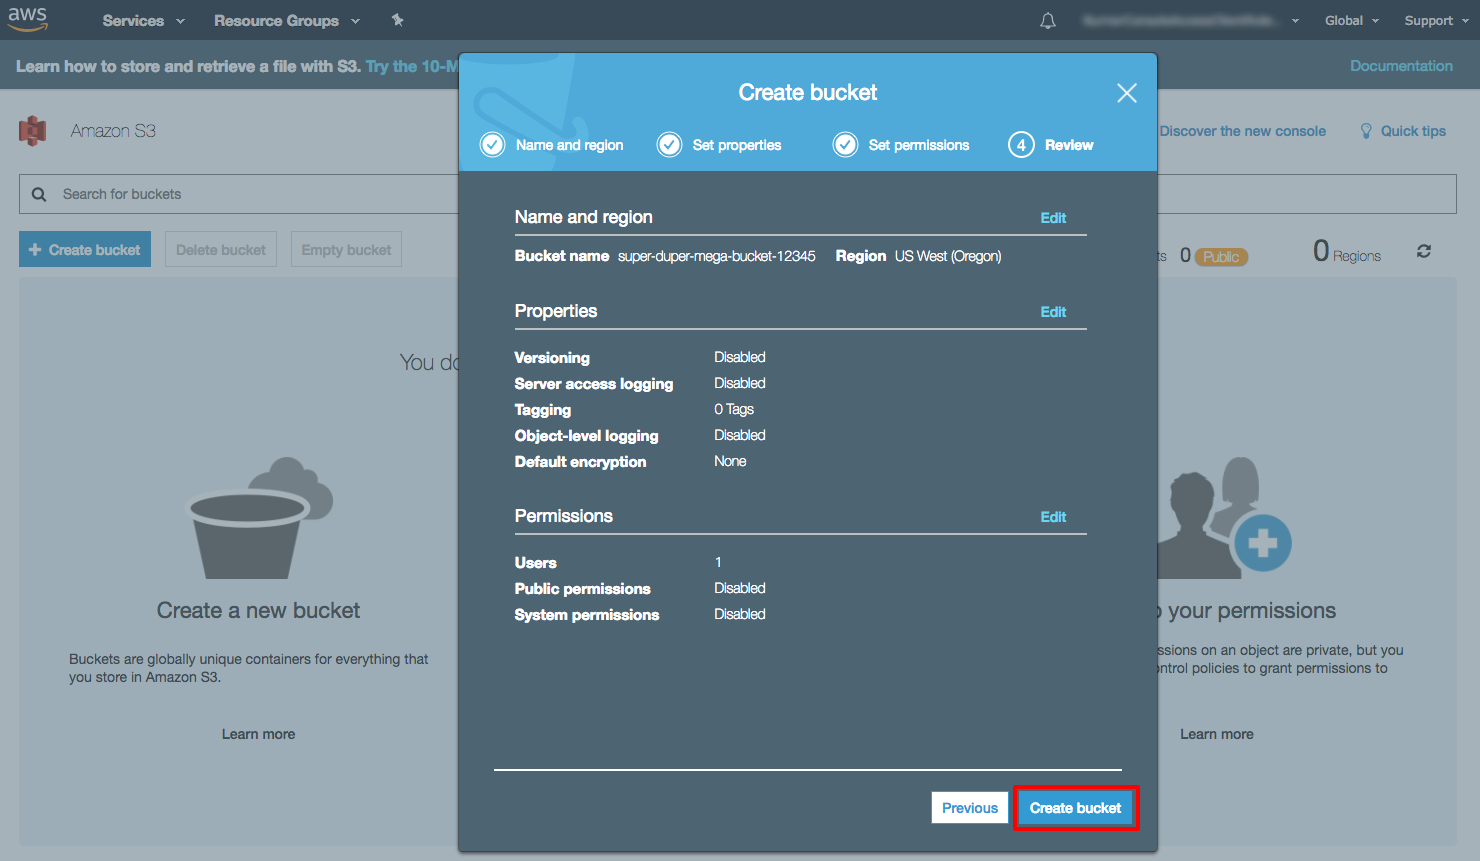 aws Services Resource Groups Global Support
Learn how to store and retrieve a file with S3. Try the 10-M
Documentation
Amazon S3
Discover the new console Quick tips
Search for buckets
+ Create bucket Delete bucket Empty bucket
ts 0 Public 0 Regions
You do
Create a new bucket
Buckets are globally unique containers for everything that
you store in Amazon S3.
Learn more
Create bucket
Name and region Set properties Set permissions 4 Review
Name and region Edit
Bucket name super-duper-mega-bucket-12345 Region US West (Oregon)
Properties Edit
Versioning Disabled
Server access logging Disabled
Tagging 0 Tags
Object-level logging Disabled
Default encryption None
Permissions Edit
Users 1
Public permissions Disabled
System permissions Disabled
Previous Create bucket
your permissions
ssions on an object are private, but you
ntrol policies to grant permissions to
Learn more